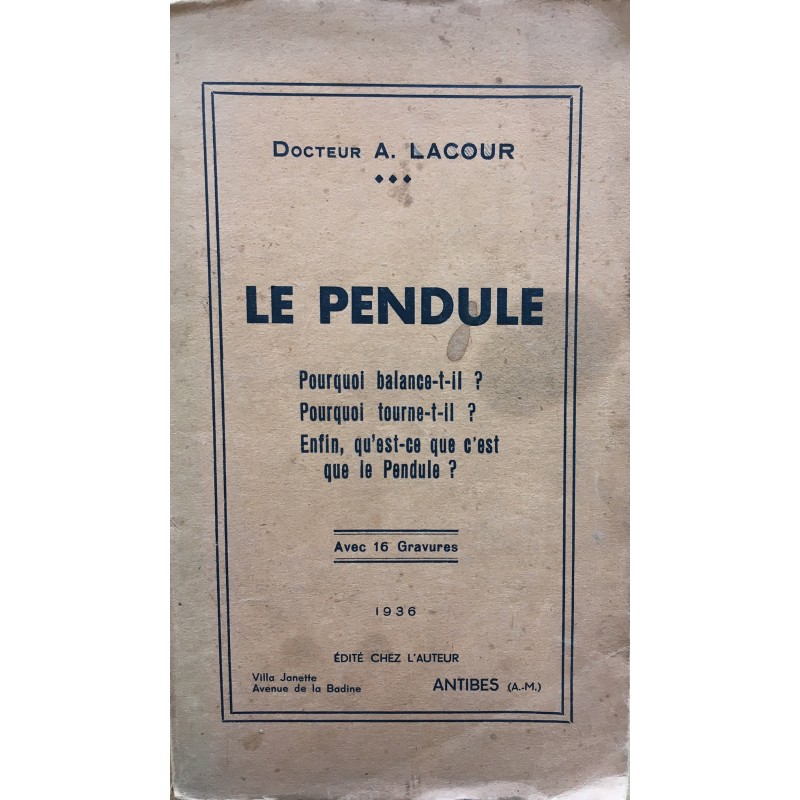 DOCTEUR A. LACOUR
LE PENDULE
Pourquoi balance-t-il ?
Pourquoi tourne-t-il ?
Enfin, qu'est-ce que c'est
que le Pendule ?
Avec 16 Gravures
1936
ÉDITÉ CHEZ L'AUTEUR
Villa Janette
Avenue de la Badine
ANTIBES (A.-M.)